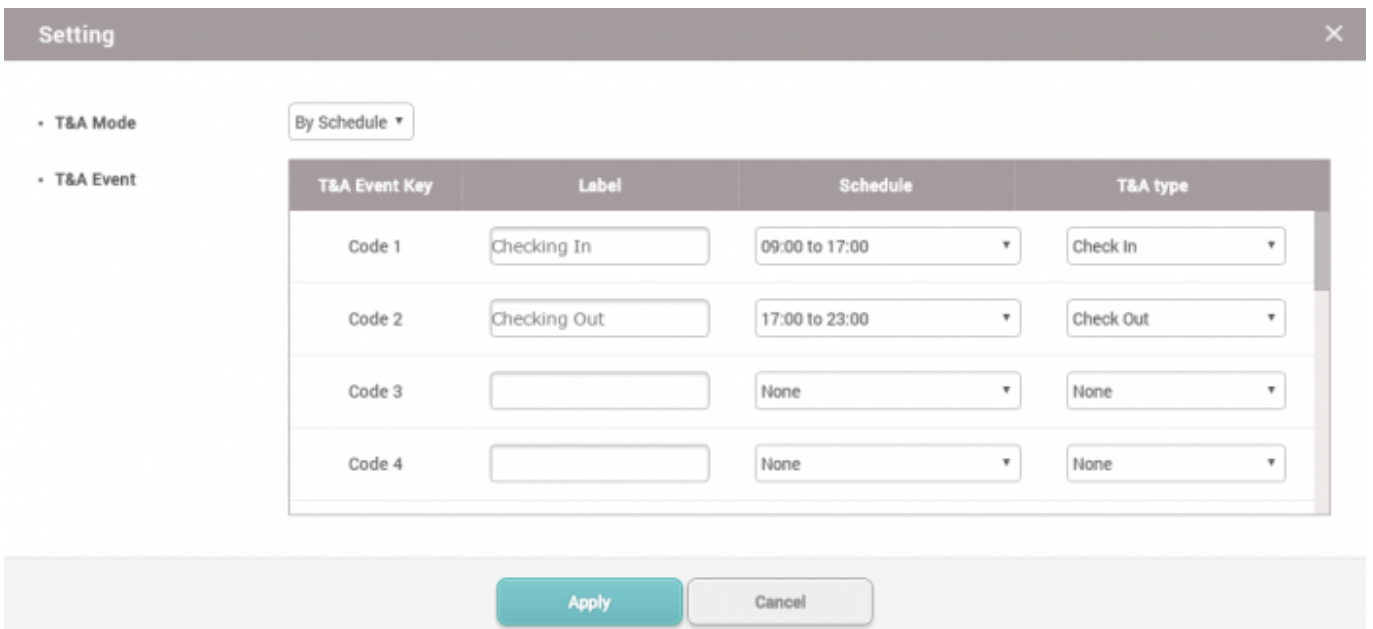 Setting
T&A Mode By Schedule
T&A Event
T&A Event Key Label Schedule T&A type
Code 1 Checking In 09:00 to 17:00 Check In
Code 2 Checking Out 17:00 to 23:00 Check Out
Code 3 None None
Code 4 None None
Apply Cancel